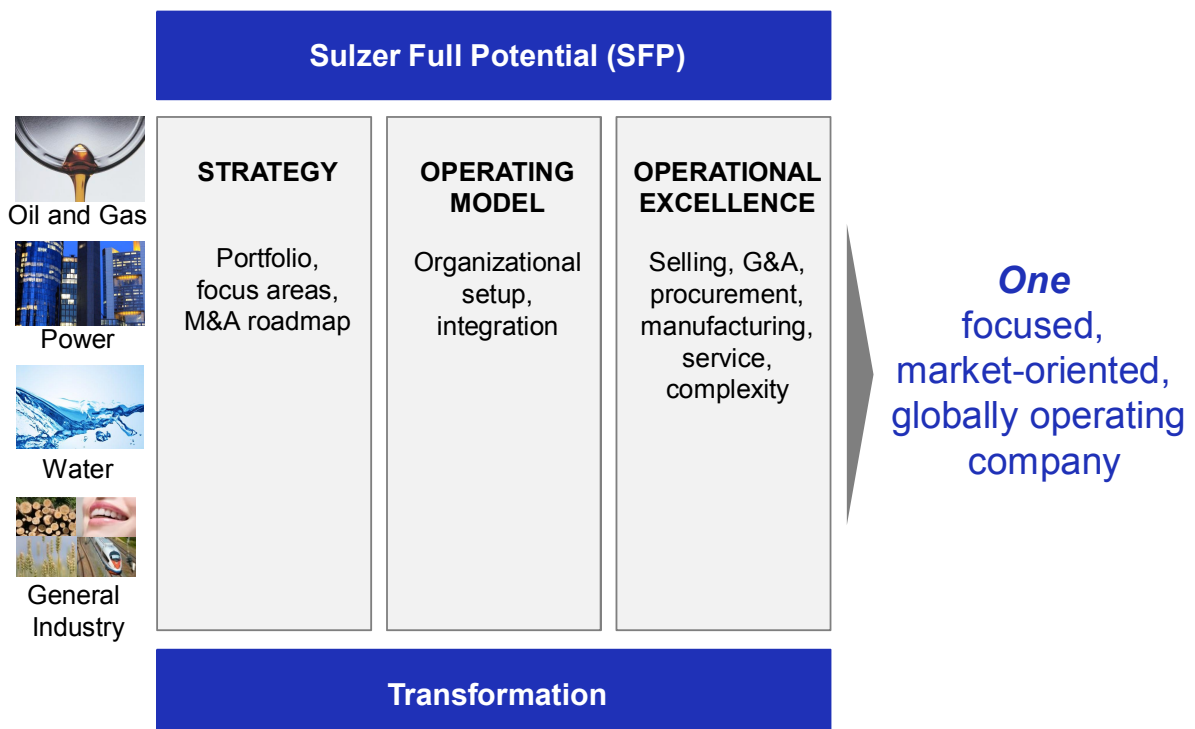 Sulzer Full Potential (SFP)
Oil and Gas
Power
Water
General
Industry
STRATEGY
Portfolio,
focus areas,
M&A roadmap
OPERATING
MODEL
Organizational
setup,
integration
OPERATIONAL
EXCELLENCE
Selling, G&A,
procurement,
manufacturing,
service,
complexity
One
focused,
market-oriented,
globally operating
company
Transformation